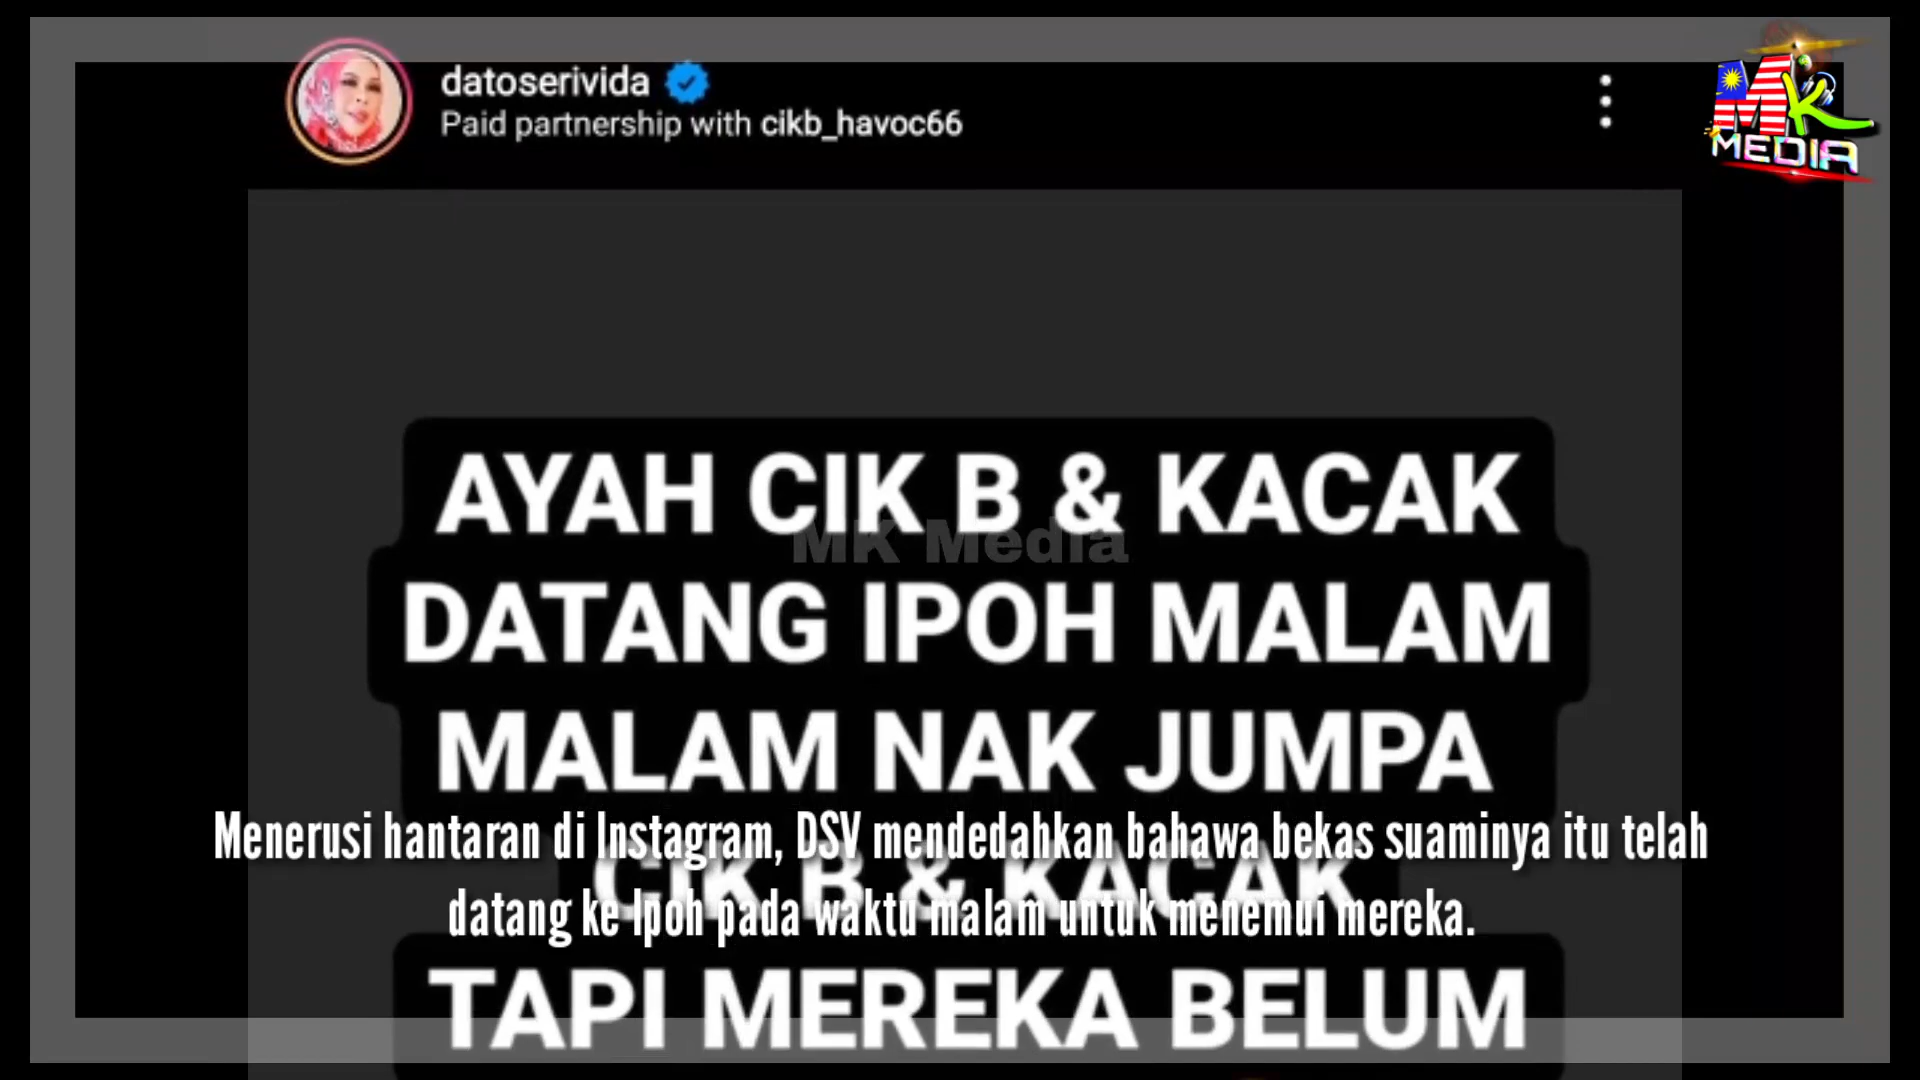 datoserivida
Paid partnership with cikb_havoc66
MK
MEDIA
AYAH CIK B & KACAK
MK Media
DATANG IPOH MALAM
MALAM NAK JUMPA
Menerusi hantaran di Instagram, DSV mendedahkan bahawa bekas suaminya itu telah
CIK B & KACAK
datang ke Ipoh pada waktu malam untuk menemui mereka.
TAPI MEREKA BELUM